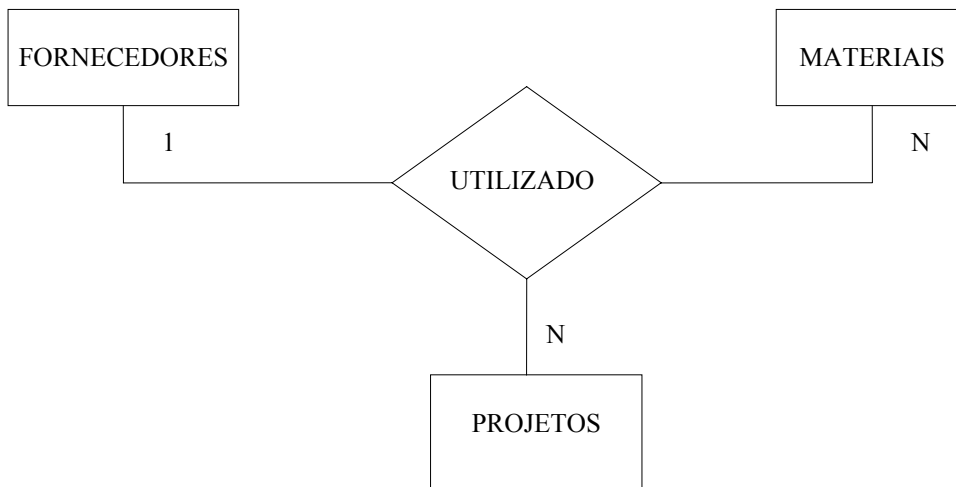 FORNECEDORES
MATERIAIS
1
N
UTILIZADO
N
PROJETOS